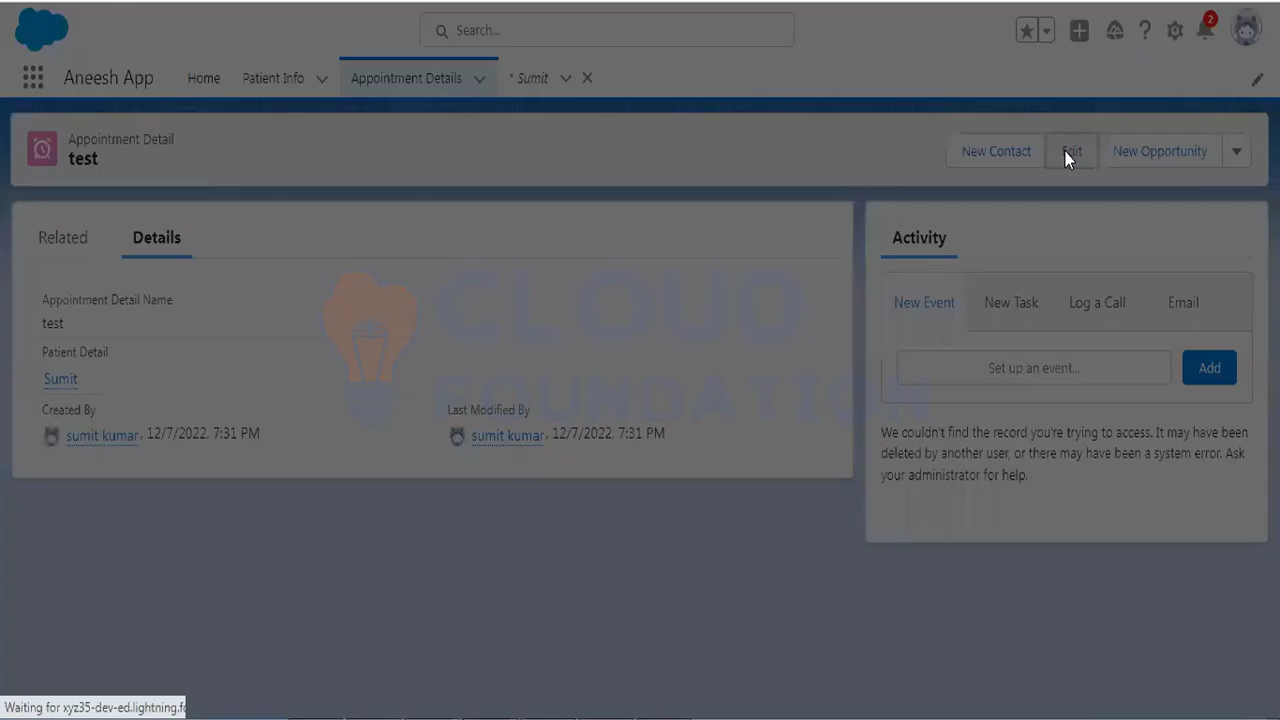 Search...
2
Aneesh App Home Patient Info Appointment Details * Sumit
Appointment Detail
test
New Contact Edit New Opportunity
Related Details
Activity
Appointment Detail Name
test
New Event New Task Log a Call Email
Patient Detail
Sumit
Set up an event... Add
Created By
sumit kumar, 12/7/2022, 7:31 PM
Last Modified By
sumit kumar, 12/7/2022, 7:31 PM
We couldn't find the record you're trying to access. It may have been
deleted by another user, or there may have been a system error. Ask
your administrator for help.
CLOUD
FOUNDATION
Waiting for xyz35-dev-ed.lightning.fo